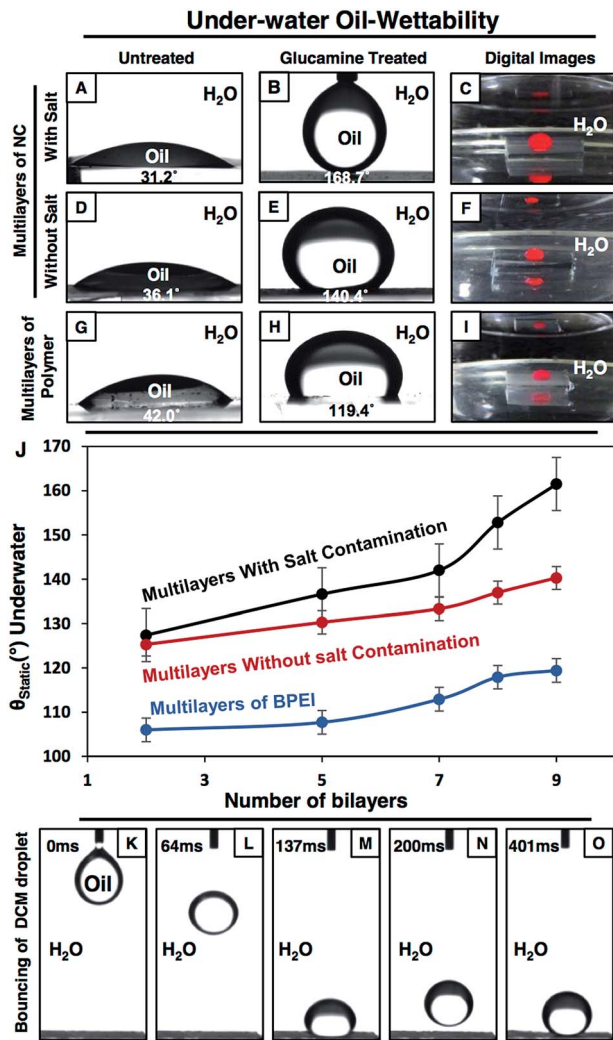 Under-water Oil-Wettability
Untreated
Glucamine Treated
Digital Images
Multilayers of NC
With Salt
A
H₂O
Oil
31.2°
B
H₂O
Oil
168.7°
C
H₂O
Without Salt
D
H₂O
Oil
36.1°
E
H₂O
Oil
140.4°
F
H₂O
Multilayers of
Polymer
G
H₂O
Oil
42.0°
H
H₂O
Oil
119.4°
I
H₂O
J
170
160
150
140
130
120
110
100
θStatic(°) Underwater
Multilayers With Salt Contamination
Multilayers Without salt Contamination
Multilayers of BPEI
1 3 5 7 9
Number of bilayers
Bouncing of DCM droplet
0ms
K
Oil
H₂O
64ms
L
H₂O
137ms
M
H₂O
200ms
N
H₂O
401ms
O
H₂O